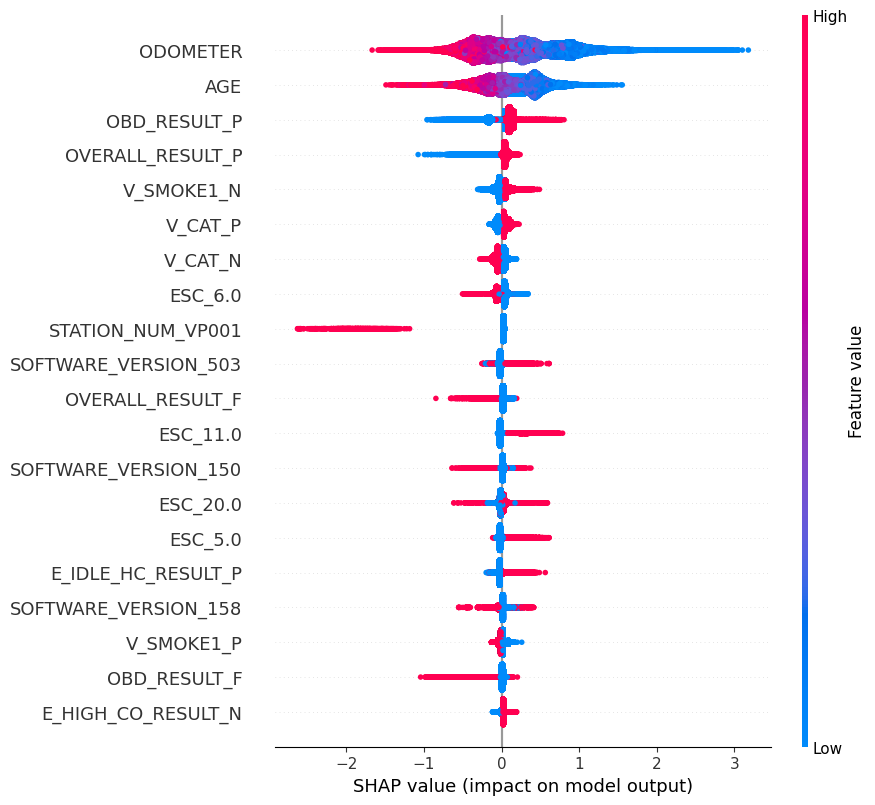 High
ODOMETER
AGE
OBD_RESULT_P
OVERALL_RESULT_P
V_SMOKE1_N
V_CAT_P
V_CAT_N
ESC_6.0
STATION_NUM_VP001
SOFTWARE_VERSION_503
OVERALL_RESULT_F
ESC_11.0
SOFTWARE_VERSION_150
ESC_20.0
ESC_5.0
E_IDLE_HC_RESULT_P
SOFTWARE_VERSION_158
V_SMOKE1_P
OBD_RESULT_F
E_HIGH_CO_RESULT_N
Feature value
Low
−2 −1 0 1 2 3
SHAP value (impact on model output)